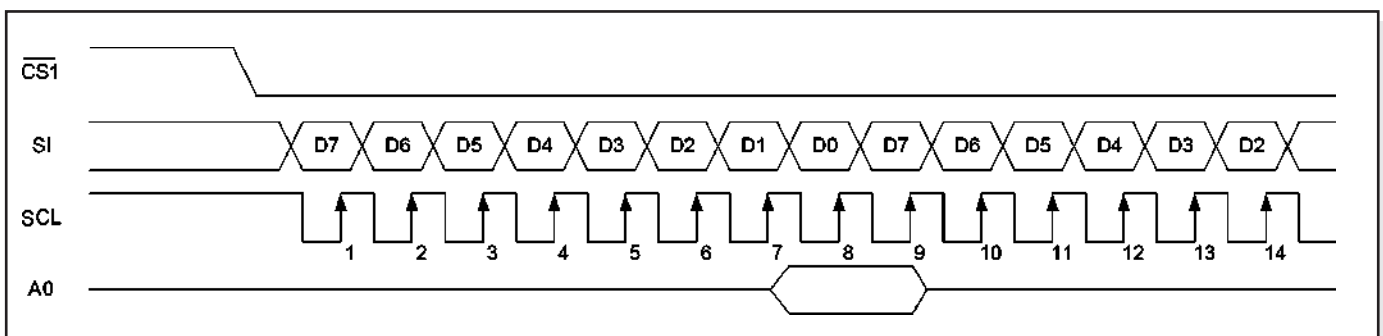 CS1
SI D7 D6 D5 D4 D3 D2 D1 D0 D7 D6 D5 D4 D3 D2
SCL
1 2 3 4 5 6 7 8 9 10 11 12 13 14
A0